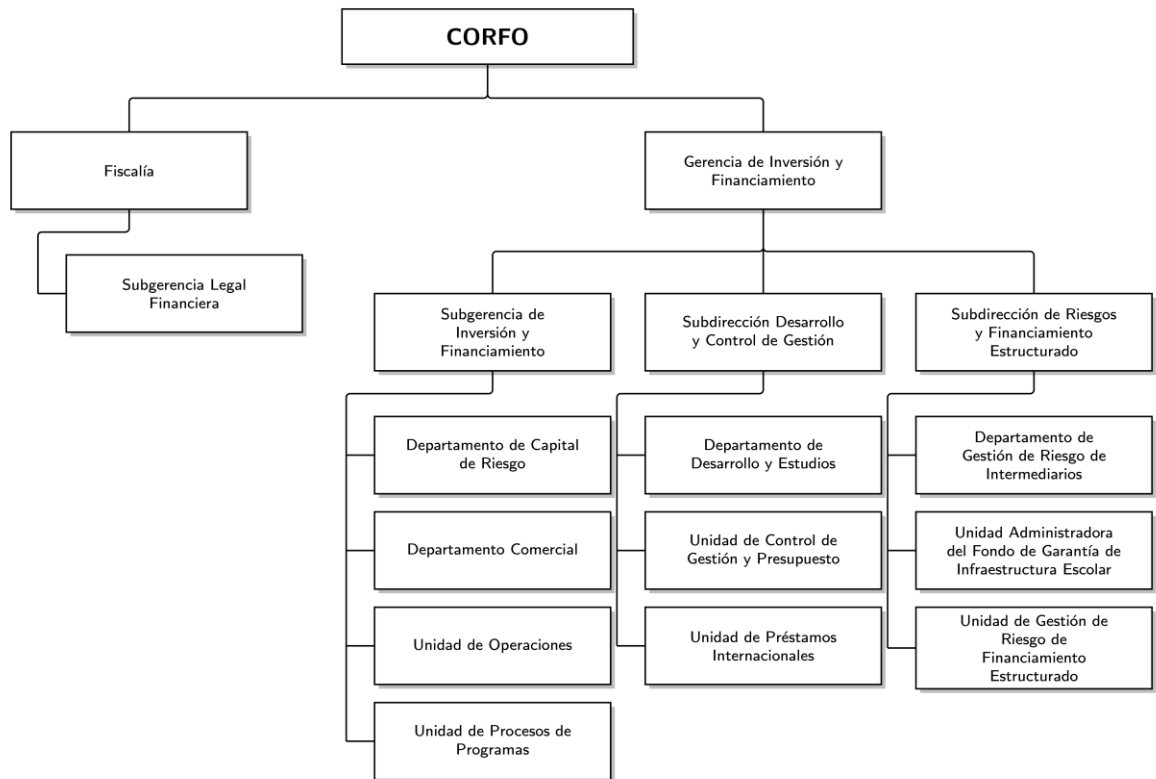 CORFO
Fiscalía
Gerencia de Inversión y
Financiamiento
Subgerencia Legal
Financiera
Subgerencia de
Inversión y
Financiamiento
Subdirección Desarrollo
y Control de Gestión
Subdirección de Riesgos
y Financiamiento
Estructurado
Departamento de Capital
de Riesgo
Departamento de
Desarrollo y Estudios
Departamento de
Gestión de Riesgo de
Intermediarios
Departamento Comercial
Unidad de Control de
Gestión y Presupuesto
Unidad Administradora
del Fondo de Garantía de
Infraestructura Escolar
Unidad de Operaciones
Unidad de Préstamos
Internacionales
Unidad de Gestión de
Riesgo de
Financiamiento
Estructurado
Unidad de Procesos de
Programas